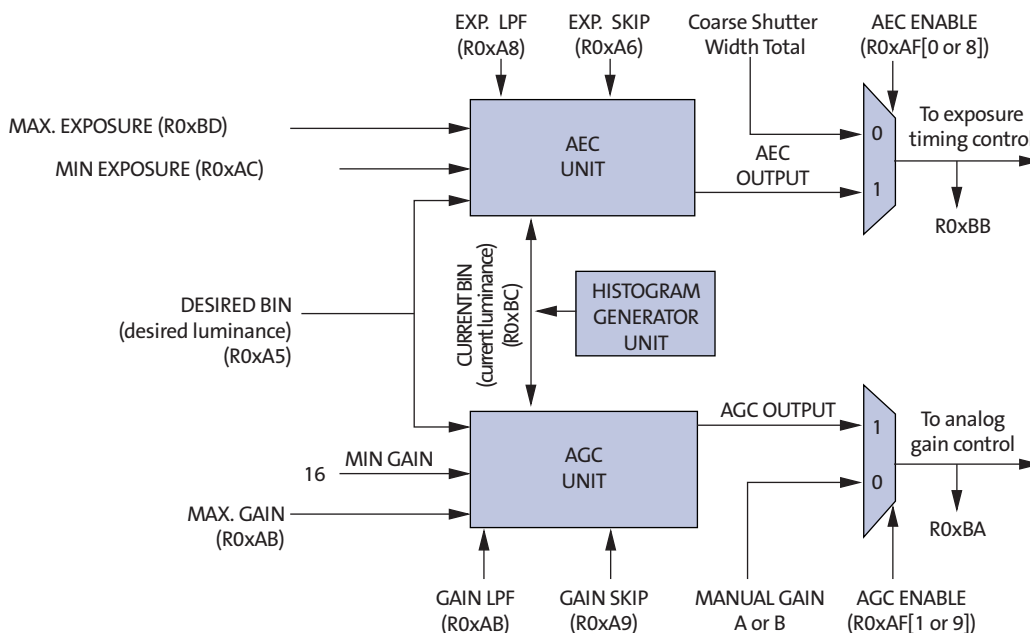 EXP. LPF
(R0xA8)
EXP. SKIP
(R0xA6)
Coarse Shutter
Width Total
AEC ENABLE
(R0xAF[0 or 8])
MAX. EXPOSURE (R0xBD)
MIN EXPOSURE (R0xAC)
AEC
UNIT
AEC
OUTPUT
0
1
To exposure
timing control
R0xBB
DESIRED BIN
(desired luminance)
(R0xA5)
CURRENT BIN
(current luminance)
(R0xBC)
HISTOGRAM
GENERATOR
UNIT
16
MIN GAIN
MAX. GAIN
(R0xAB)
AGC
UNIT
AGC OUTPUT
1
0
To analog
gain control
R0xBA
GAIN LPF
(R0xAB)
GAIN SKIP
(R0xA9)
MANUAL GAIN
A or B
AGC ENABLE
(R0xAF[1 or 9])